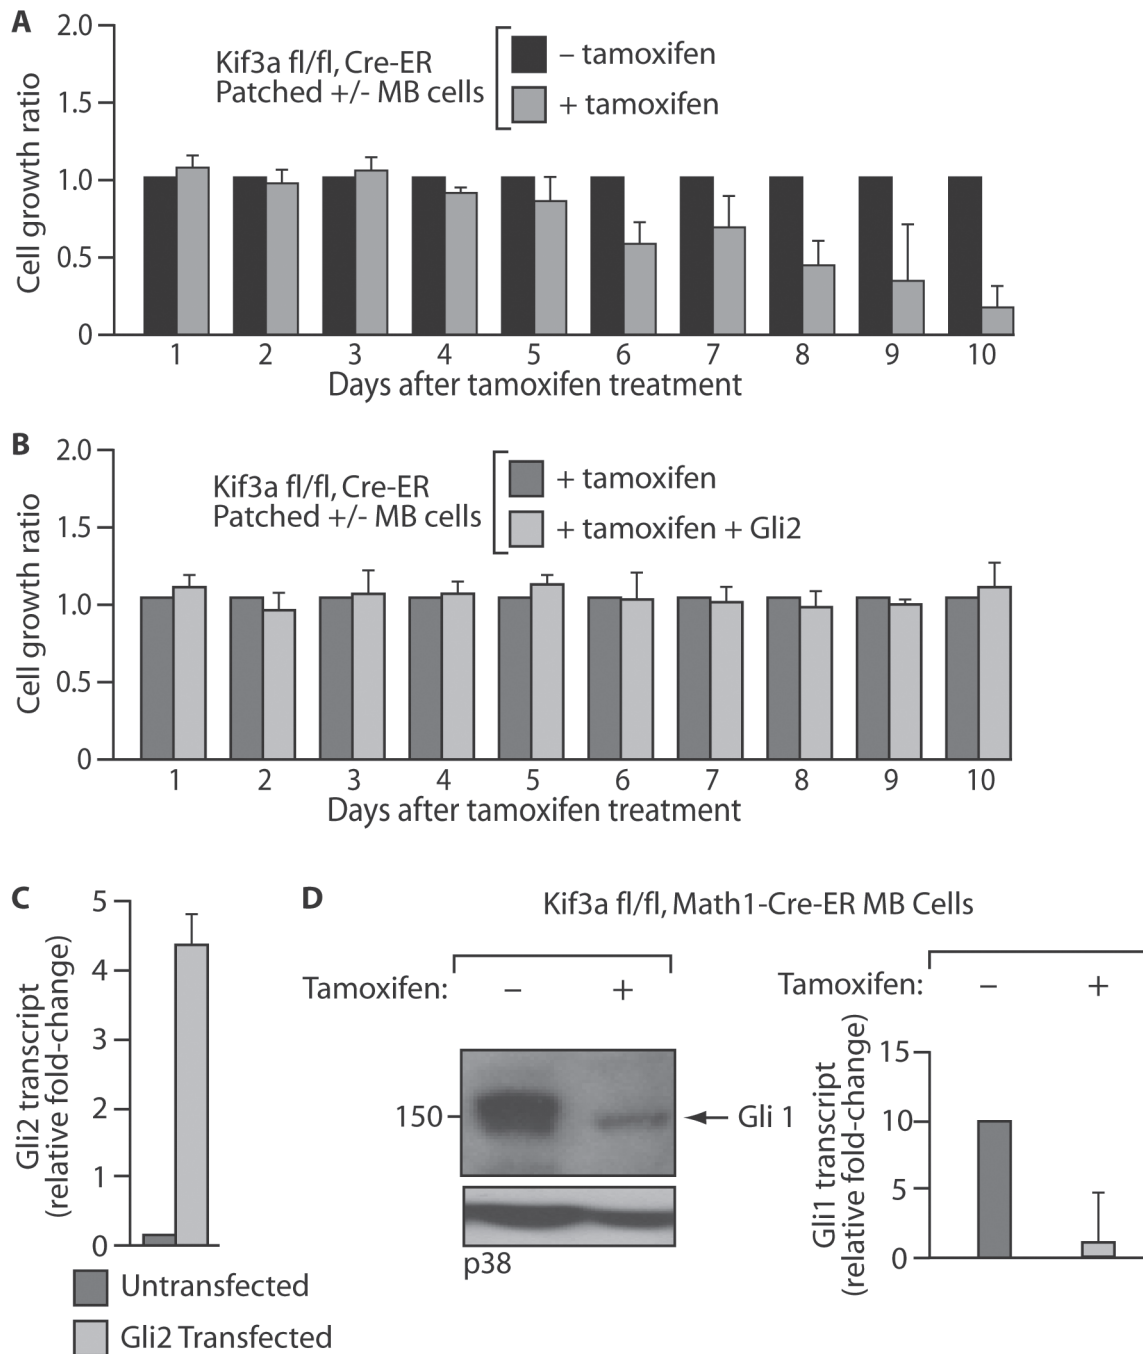 A
2.0
1.5
1.0
0.5
0
Cell growth ratio
Kif3a fl/fl, Cre-ER
Patched +/- MB cells
– tamoxifen
+ tamoxifen
1 2 3 4 5 6 7 8 9 10
Days after tamoxifen treatment
B
2.0
1.5
1.0
0.5
0
Cell growth ratio
Kif3a fl/fl, Cre-ER
Patched +/- MB cells
+ tamoxifen
+ tamoxifen + Gli2
1 2 3 4 5 6 7 8 9 10
Days after tamoxifen treatment
C
5
4
3
2
1
0
Gli2 transcript
(relative fold-change)
Untransfected
Gli2 Transfected
D
Kif3a fl/fl, Math1-Cre-ER MB Cells
Tamoxifen: – +
150
Gli 1
p38
Tamoxifen: – +
15
10
5
0
Gli1 transcript
(relative fold-change)